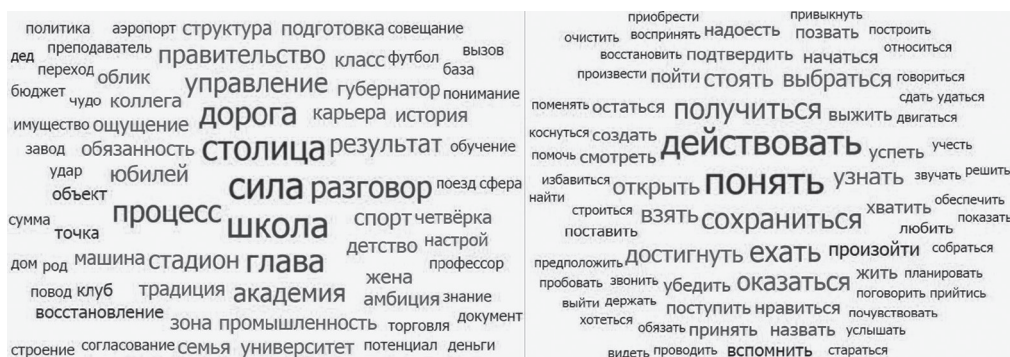 политика аэропорт структура подготовка совещание
дед преподаватель правительство класс футбол вызов
переход облик управление губернатор база понимание
бюджет чудо коллега дорога карьера история
имущество ощущение столица результат обучение
завод обязанность
удар юбилей сила разговор поезд сфера
объект
сумма процесс школа спорт четвёрка
точка детство настрой
дом род машина стадион глава жена профессор
повод клуб традиция академия амбиция знание
восстановление зона промышленность торговля документ
строение согласование семья университет потенциал деньги
приобрести привыкнуть
очистить воспринять надоесть позвать построить
восстановить подтвердить начаться относиться
произвести пойти стоять выбраться говориться
поменять остаться получиться выжить сдать удаться
двигаться
коснуться создать действовать успеть учесть
помочь смотреть
избавиться открыть понять узнать звучать решить
найти
строиться взять сохраниться хватить обеспечить
поставить любить показать
предположить достигнуть ехать произойти собраться
пробовать звонить убедить оказаться жить планировать
выйти держать поступить нравиться поговорить прийтись
хотеться почувствовать
обязать принять назвать услышать
видеть проводить вспомнить стараться